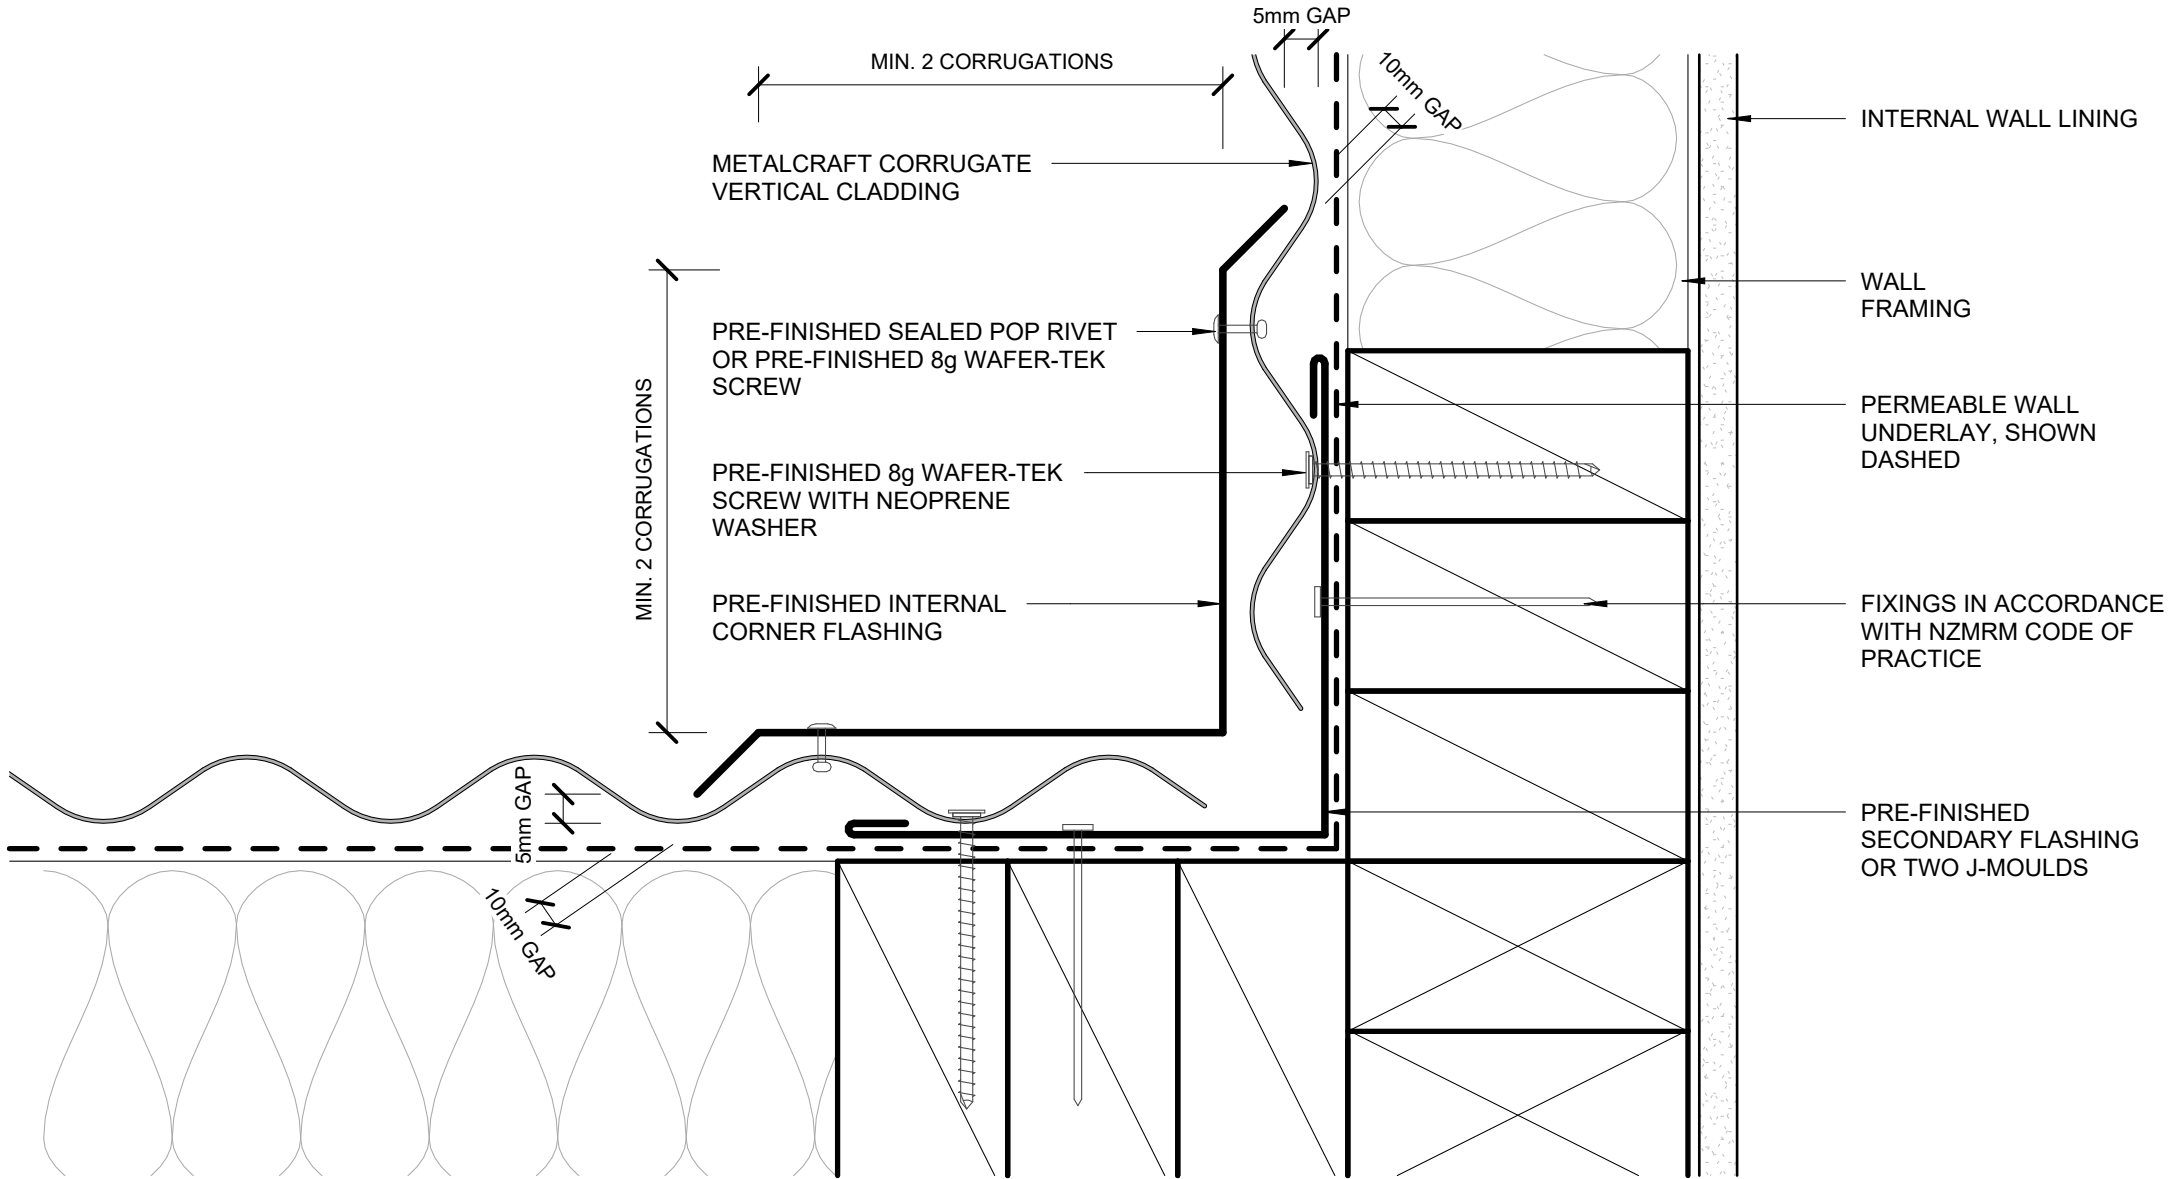 5mm GAP
MIN. 2 CORRUGATIONS
10mm GAP
METALCRAFT CORRUGATE
VERTICAL CLADDING
PRE-FINISHED SEALED POP RIVET
OR PRE-FINISHED 8g WAFER-TEK
SCREW
MIN. 2 CORRUGATIONS
PRE-FINISHED 8g WAFER-TEK
SCREW WITH NEOPRENE
WASHER
PRE-FINISHED INTERNAL
CORNER FLASHING
5mm GAP
10mm GAP
INTERNAL WALL LINING
WALL
FRAMING
PERMEABLE WALL
UNDERLAY, SHOWN
DASHED
FIXINGS IN ACCORDANCE
WITH NZMRM CODE OF
PRACTICE
PRE-FINISHED
SECONDARY FLASHING
OR TWO J-MOULDS